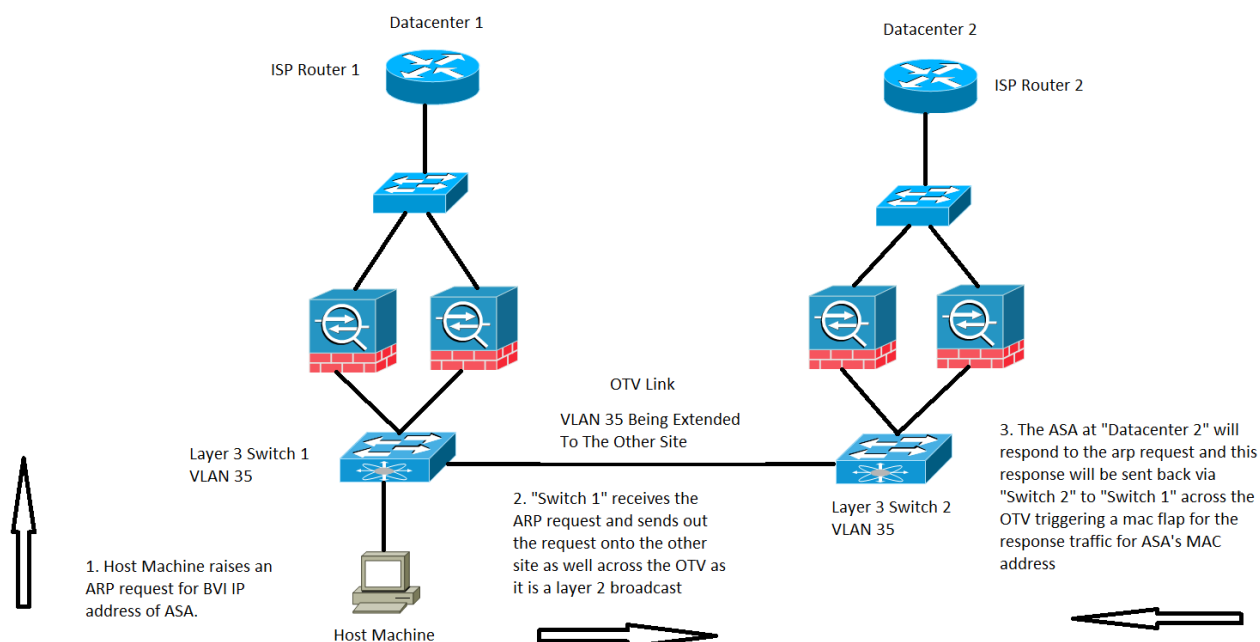 Datacenter 1
Datacenter 2
ISP Router 1
ISP Router 2
OTV Link
VLAN 35 Being Extended
To The Other Site
Layer 3 Switch 1
VLAN 35
Layer 3 Switch 2
VLAN 35
1. Host Machine raises an
ARP request for BVI IP
address of ASA.
2. "Switch 1" receives the
ARP request and sends out
the request onto the other
site as well across the OTV as
it is a layer 2 broadcast
3. The ASA at "Datacenter 2" will
respond to the arp request and this
response will be sent back via
"Switch 2" to "Switch 1" across the
OTV triggering a mac flap for the
response traffic for ASA's MAC
address
Host Machine